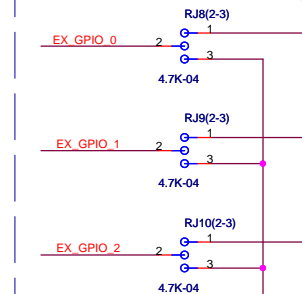 RJ8(2-3)
EX_GPIO_0
2
1
3
4.7K-04
RJ9(2-3)
EX_GPIO_1
2
1
3
4.7K-04
RJ10(2-3)
EX_GPIO_2
2
1
3
4.7K-04